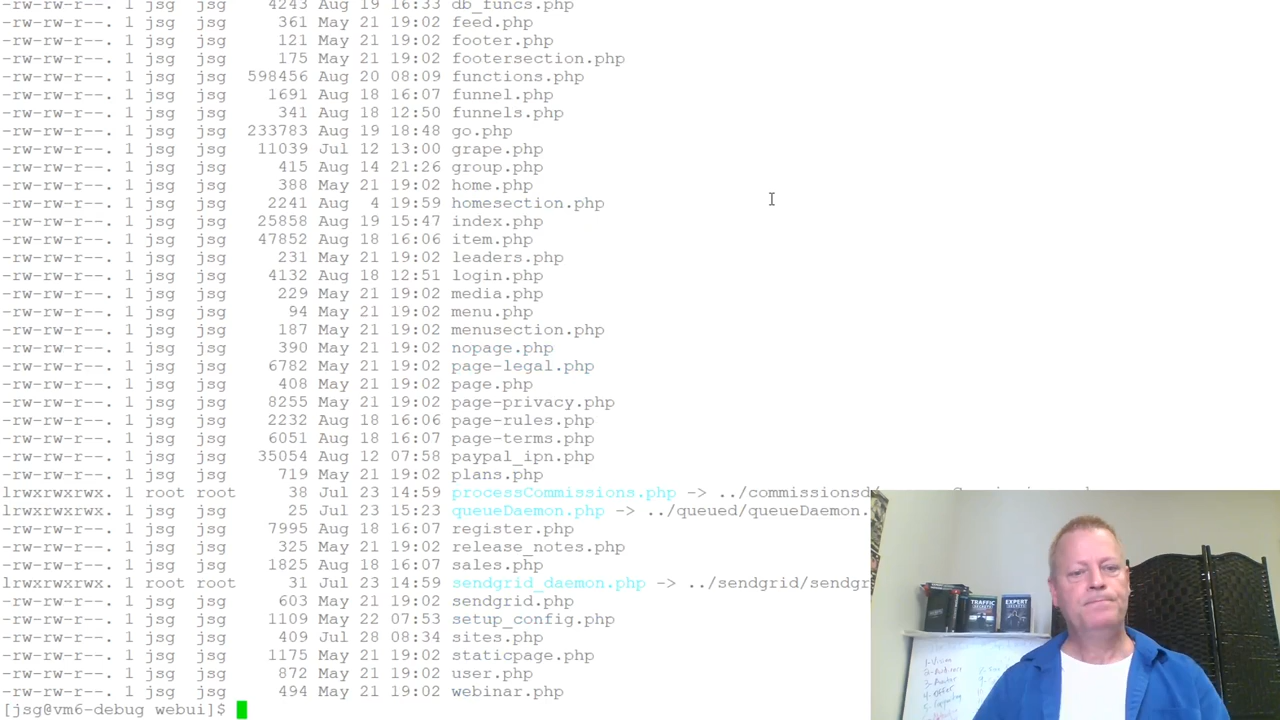 -rw-rw-r--. 1 jsg jsg 4243 Aug 19 16:33 db_funcs.php
-rw-rw-r--. 1 jsg jsg 361 May 21 19:02 feed.php
-rw-rw-r--. 1 jsg jsg 121 May 21 19:02 footer.php
-rw-rw-r--. 1 jsg jsg 175 May 21 19:02 footersection.php
-rw-rw-r--. 1 jsg jsg 598456 Aug 20 08:09 functions.php
-rw-rw-r--. 1 jsg jsg 1691 Aug 18 16:07 funnel.php
-rw-rw-r--. 1 jsg jsg 341 Aug 18 12:50 funnels.php
-rw-rw-r--. 1 jsg jsg 233783 Aug 19 18:48 go.php
-rw-rw-r--. 1 jsg jsg 11039 Jul 12 13:00 grape.php
-rw-rw-r--. 1 jsg jsg 415 Aug 14 21:26 group.php
-rw-rw-r--. 1 jsg jsg 388 May 21 19:02 home.php
-rw-rw-r--. 1 jsg jsg 2241 Aug 4 19:59 homesection.php
-rw-rw-r--. 1 jsg jsg 25858 Aug 19 15:47 index.php
-rw-rw-r--. 1 jsg jsg 47852 Aug 18 16:06 item.php
-rw-rw-r--. 1 jsg jsg 231 May 21 19:02 leaders.php
-rw-rw-r--. 1 jsg jsg 4132 Aug 18 12:51 login.php
-rw-rw-r--. 1 jsg jsg 229 May 21 19:02 media.php
-rw-rw-r--. 1 jsg jsg 94 May 21 19:02 menu.php
-rw-rw-r--. 1 jsg jsg 187 May 21 19:02 menusection.php
-rw-rw-r--. 1 jsg jsg 390 May 21 19:02 nopage.php
-rw-rw-r--. 1 jsg jsg 6782 May 21 19:02 page-legal.php
-rw-rw-r--. 1 jsg jsg 408 May 21 19:02 page.php
-rw-rw-r--. 1 jsg jsg 8255 May 21 19:02 page-privacy.php
-rw-rw-r--. 1 jsg jsg 2232 Aug 18 16:06 page-rules.php
-rw-rw-r--. 1 jsg jsg 6051 Aug 18 16:07 page-terms.php
-rw-rw-r--. 1 jsg jsg 35054 Aug 12 07:58 paypal_ipn.php
-rw-rw-r--. 1 jsg jsg 719 May 21 19:02 plans.php
lrwxrwxrwx. 1 root root 38 Jul 23 14:59 processCommissions.php -> ../commissionsd/
lrwxrwxrwx. 1 root root 25 Jul 23 15:23 queueDaemon.php -> ../queued/queueDaemon.
-rw-rw-r--. 1 jsg jsg 7995 Aug 18 16:07 register.php
-rw-rw-r--. 1 jsg jsg 325 May 21 19:02 release_notes.php
-rw-rw-r--. 1 jsg jsg 1825 Aug 18 16:07 sales.php
lrwxrwxrwx. 1 root root 31 Jul 23 14:59 sendgrid_daemon.php -> ../sendgrid/sendgr
-rw-rw-r--. 1 jsg jsg 603 May 21 19:02 sendgrid.php
-rw-rw-r--. 1 jsg jsg 1109 May 22 07:53 setup_config.php
-rw-rw-r--. 1 jsg jsg 409 Jul 28 08:34 sites.php
-rw-rw-r--. 1 jsg jsg 1175 May 21 19:02 staticpage.php
-rw-rw-r--. 1 jsg jsg 972 May 21 19:02 user.php
-rw-rw-r--. 1 jsg jsg 494 May 21 19:02 webinar.php
[jsg@vm6-debug webui]$
TRAFFIC
SECRETS
EXPERT
SECRETS
1-Vision